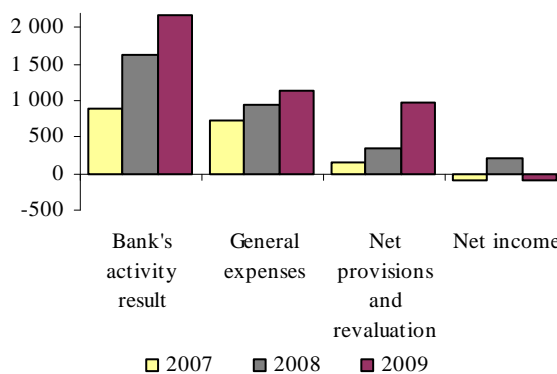 2 000
1 500
1 000
500
0
-500
Bank's
activity
result
General
expenses
Net
provisions
and
revaluation
Net income
2007
2008
2009